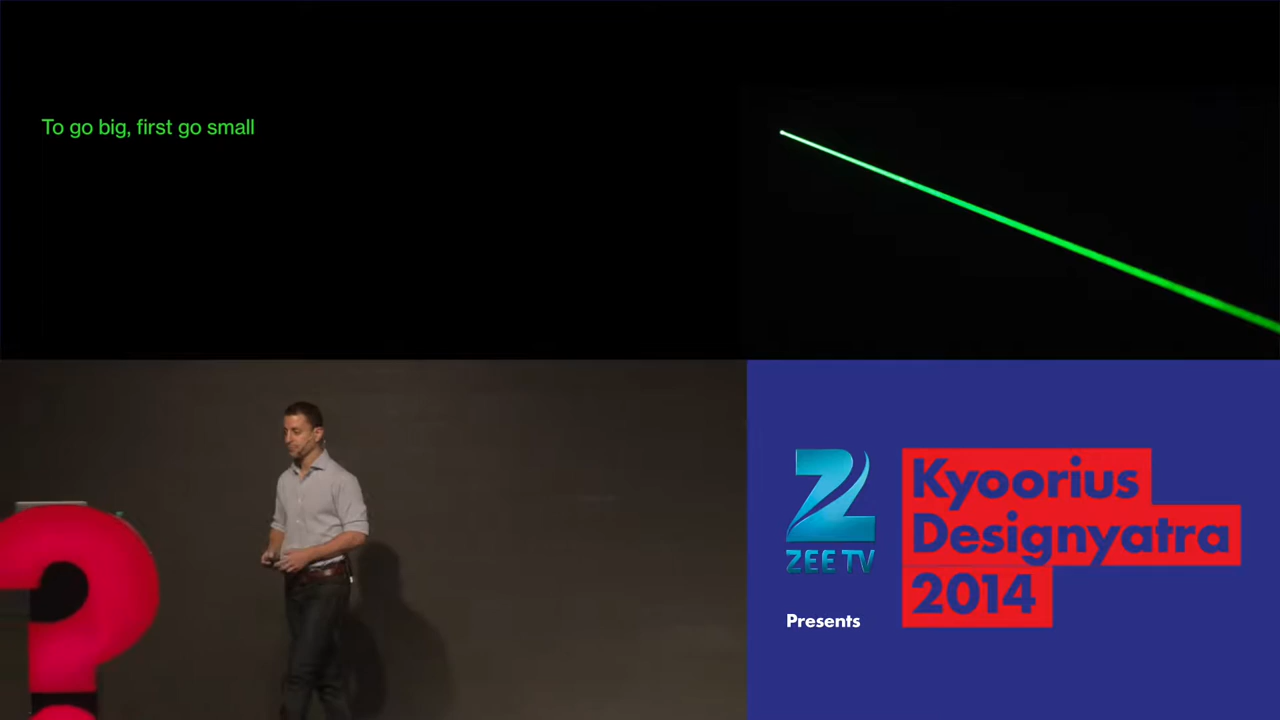 To go big, first go small
ZEE TV
Presents
Kyoorius
Designyatra
2014